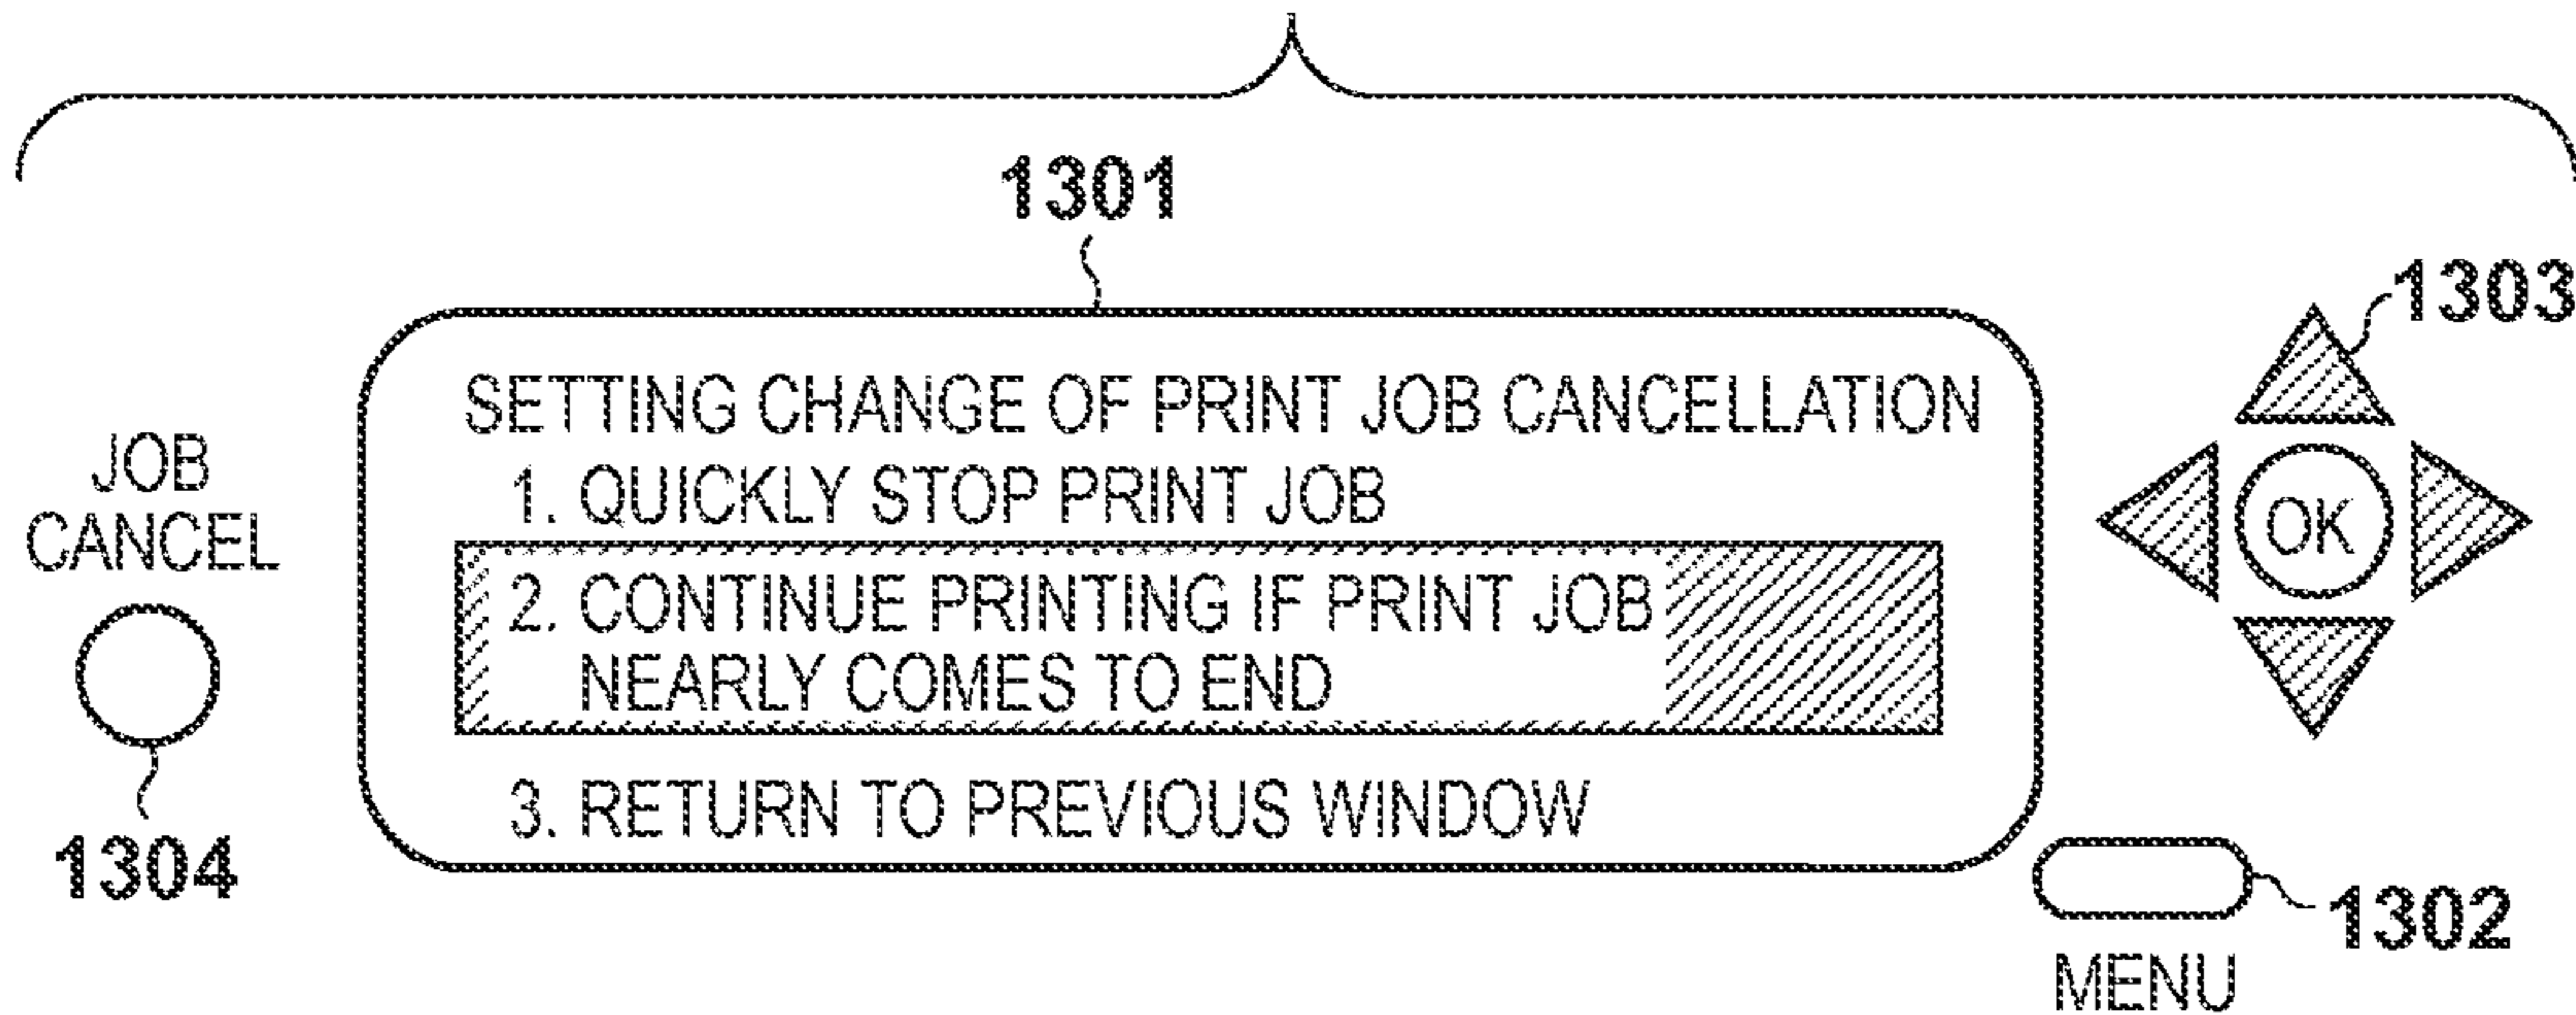 1301
1303
SETTING CHANGE OF PRINT JOB CANCELLATION
1. QUICKLY STOP PRINT JOB
2. CONTINUE PRINTING IF PRINT JOB
NEARLY COMES TO END
3. RETURN TO PREVIOUS WINDOW
JOB
CANCEL
1304
OK
1302
MENU